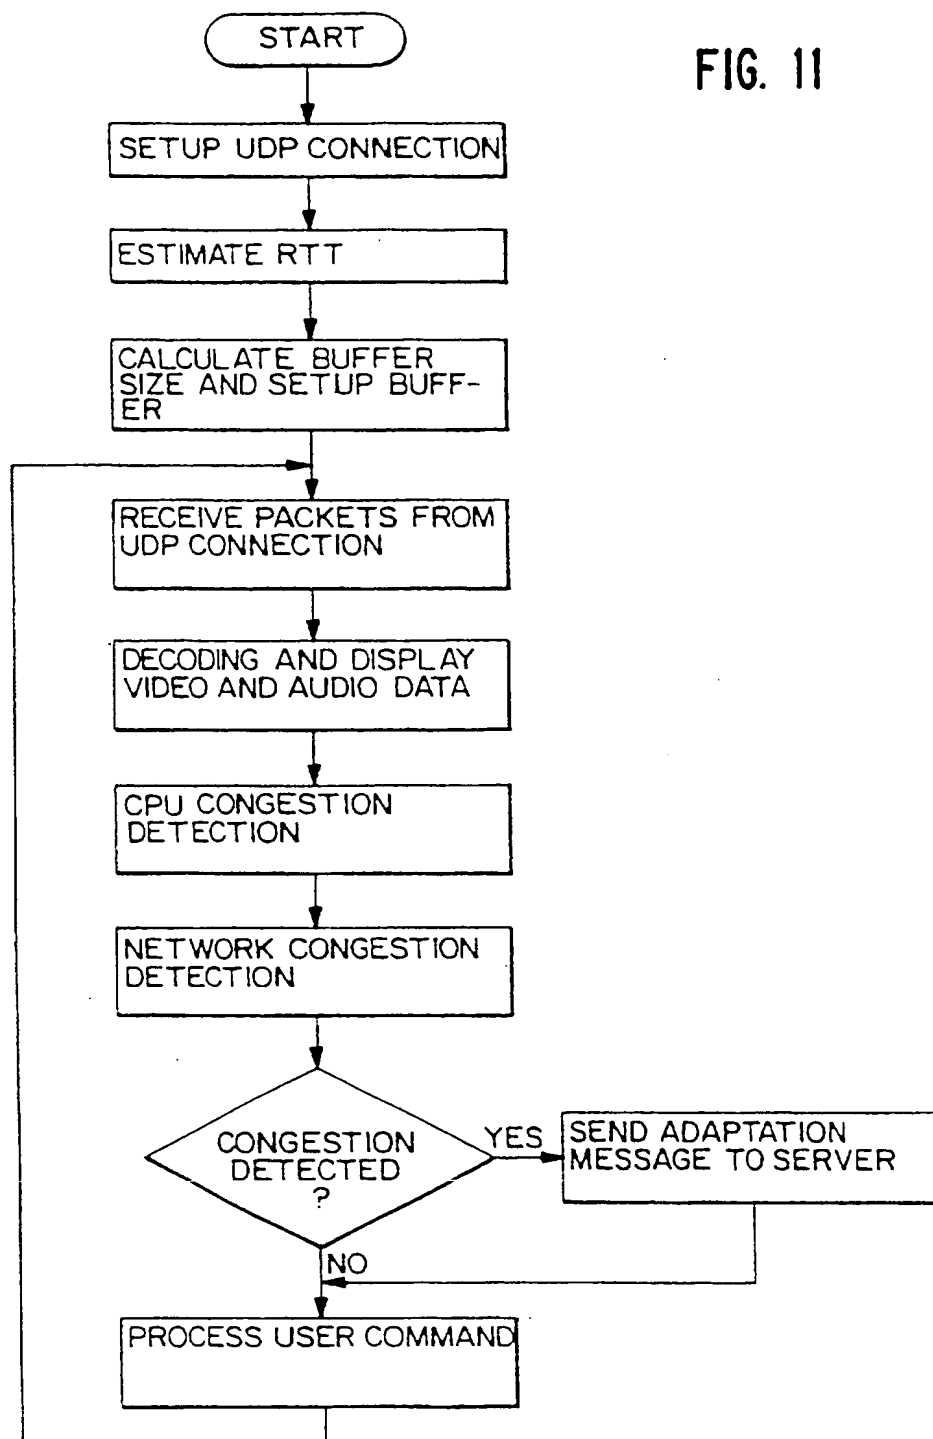 START
FIG. 11
SETUP UDP CONNECTION
ESTIMATE RTT
CALCULATE BUFFER
SIZE AND SETUP BUFF-
ER
RECEIVE PACKETS FROM
UDP CONNECTION
DECODING AND DISPLAY
VIDEO AND AUDIO DATA
CPU CONGESTION
DETECTION
NETWORK CONGESTION
DETECTION
CONGESTION
DETECTED
?
YES
SEND ADAPTATION
MESSAGE TO SERVER
NO
PROCESS USER COMMAND